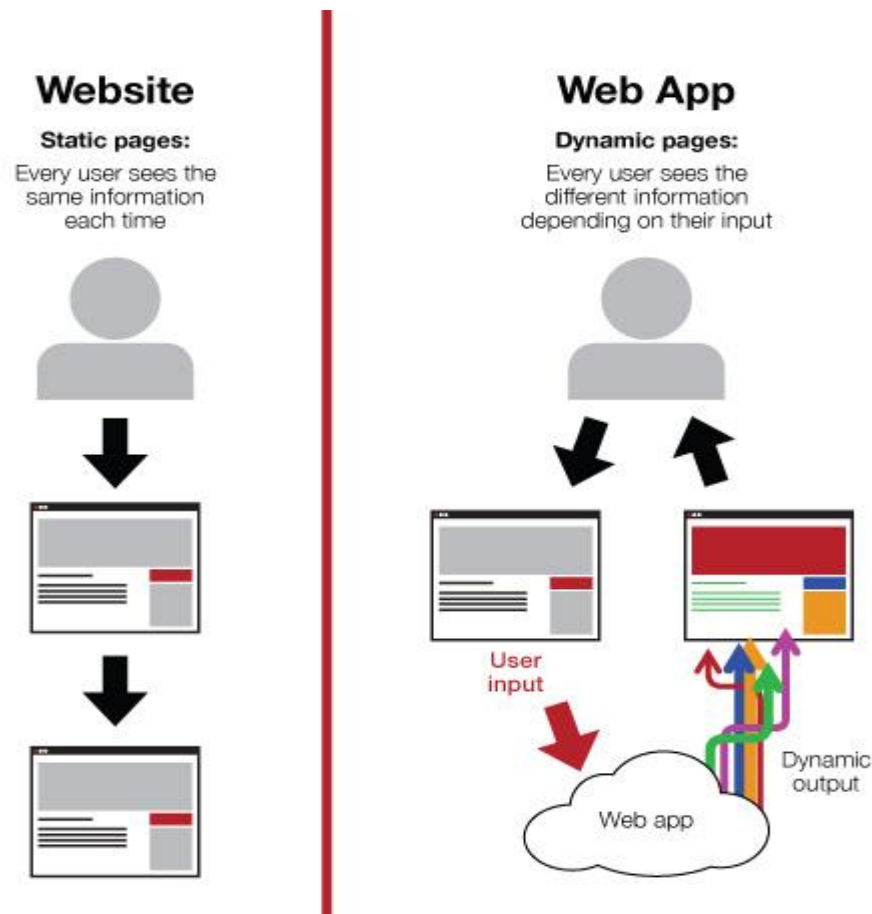 Website
Static pages:
Every user sees the
same information
each time
Web App
Dynamic pages:
Every user sees the
different information
depending on their input
User
input
Web app
Dynamic
output